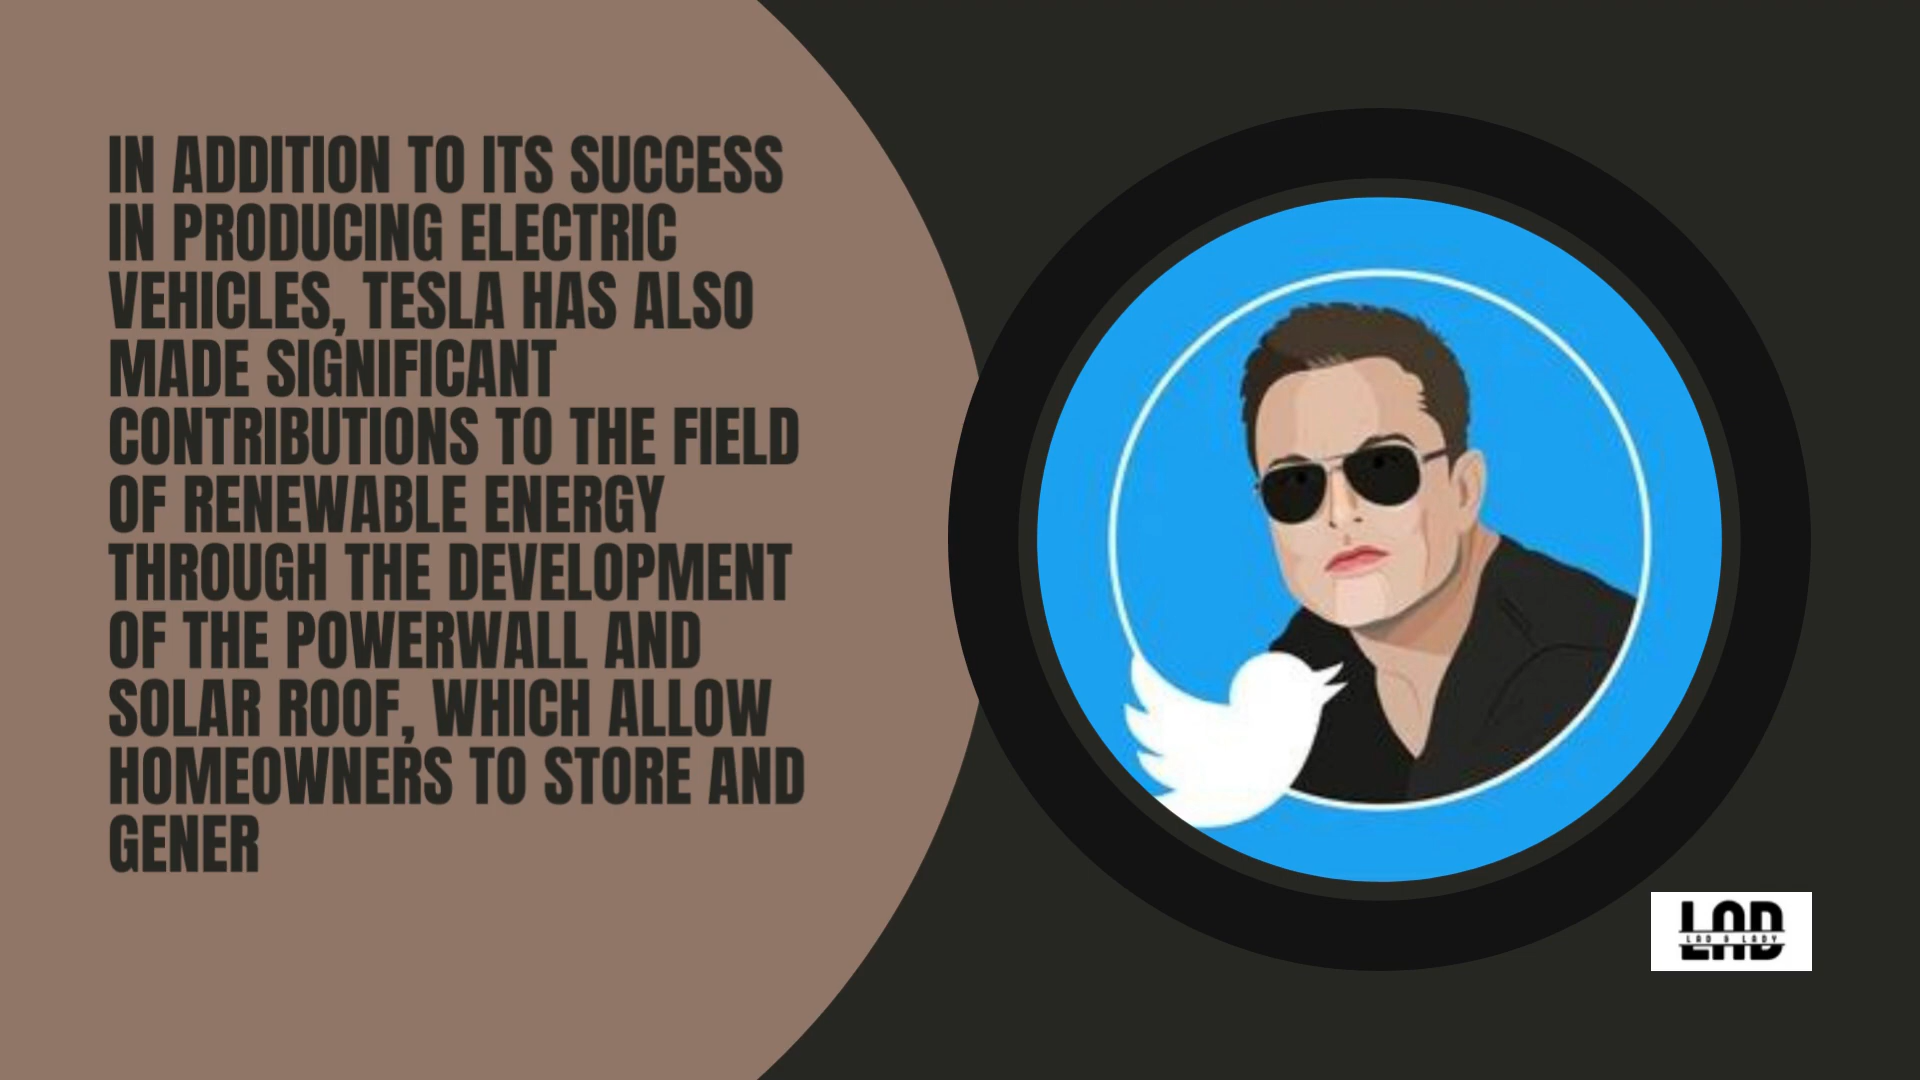 IN ADDITION TO ITS SUCCESS
IN PRODUCING ELECTRIC
VEHICLES, TESLA HAS ALSO
MADE SIGNIFICANT
CONTRIBUTIONS TO THE FIELD
OF RENEWABLE ENERGY
THROUGH THE DEVELOPMENT
OF THE POWERWALL AND
SOLAR ROOF, WHICH ALLOW
HOMEOWNERS TO STORE AND
GENER
LAD
LAD & LADY